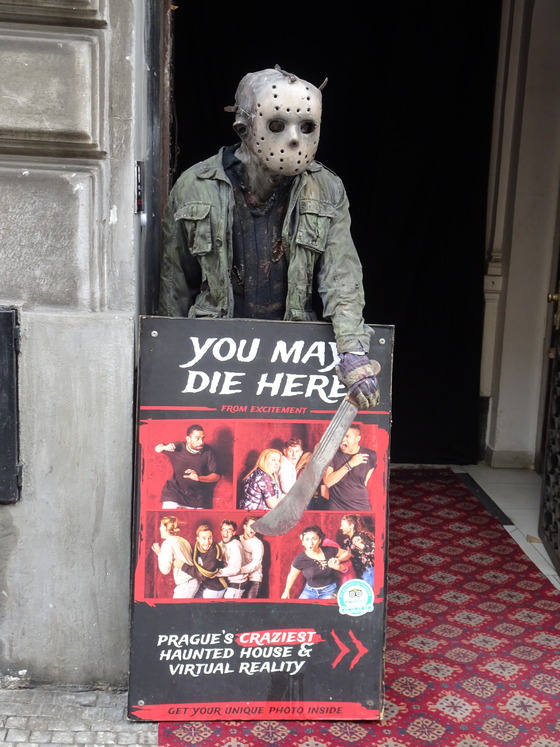 YOU MAY
DIE HERE
FROM EXCITEMENT
PRAGUE'S CRAZIEST
HAUNTED HOUSE &
VIRTUAL REALITY
GET YOUR UNIQUE PHOTO INSIDE